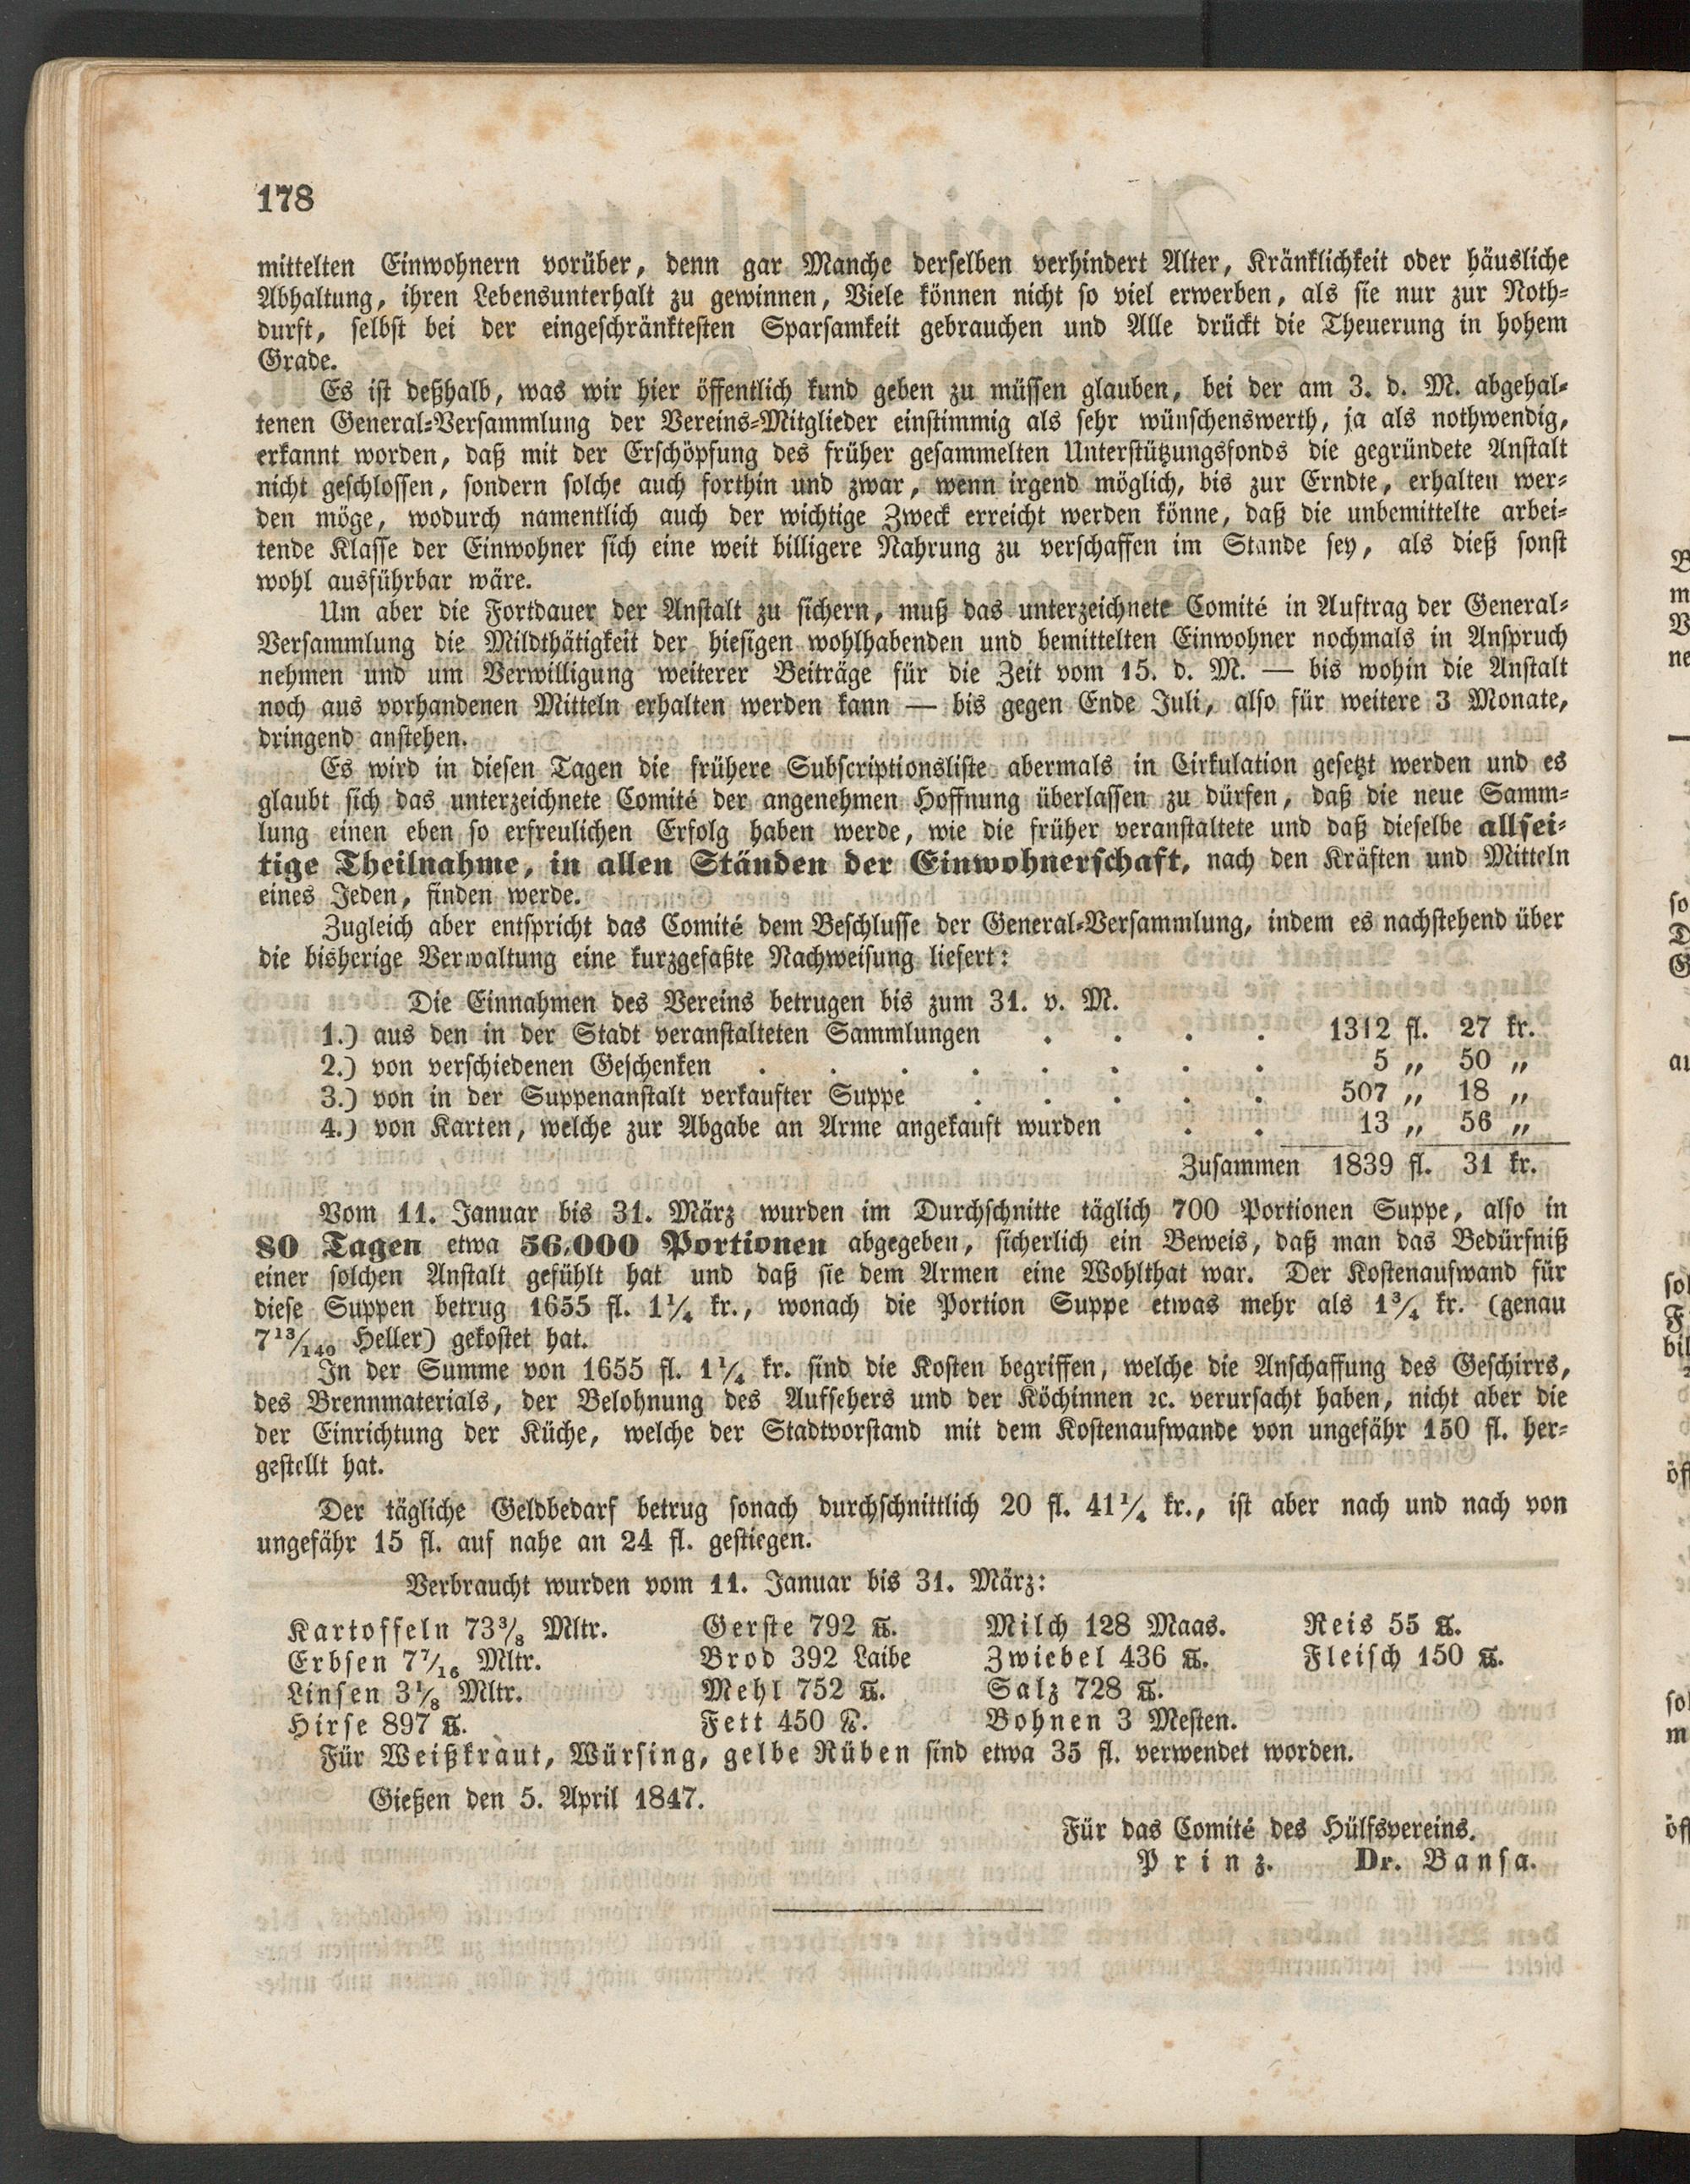 178
mittelten Einwohnern vorüber, denn gar Manche derselben verhindert Alter, Kränklichkeit oder häusliche
Abhaltung, ihren Lebensunterhalt zu gewinnen, Viele können nicht so viel erwerben, als sie nur zur Noth-
durft, selbst bei der eingeschränktesten Sparsamkeit gebrauchen und Alle drückt die Theuerung in hohem
Grade.
Es ist deßhalb, was wir hier öffentlich kund geben zu müssen glauben, bei der am 3. d. M. abgehal-
tenen General-Versammlung der Vereins-Mitglieder einstimmig als sehr wünschenswerth, ja als nothwendig,
erkannt worden, daß mit der Erschöpfung des früher gesammelten Unterstützungsfonds die gegründete Anstalt
nicht geschlossen, sondern solche auch forthin und zwar, wenn irgend möglich, bis zur Erndte, erhalten wer-
den möge, wodurch namentlich auch der wichtige Zweck erreicht werden könne, daß die unbemittelte arbei-
tende Klasse der Einwohner sich eine weit billigere Nahrung zu verschaffen im Stande sey, als dieß sonst
wohl ausführbar wäre.
Um aber die Fortdauer der Anstalt zu sichern, muß das unterzeichnete Comité in Auftrag der General-
Versammlung die Mildthätigkeit der hiesigen wohlhabenden und bemittelten Einwohner nochmals in Anspruch
nehmen und um Verwilligung weiterer Beiträge für die Zeit vom 15. d. M. — bis wohin die Anstalt
noch aus vorhandenen Mitteln erhalten werden kann — bis gegen Ende Juli, also für weitere 3 Monate,
dringend anstehen.
Es wird in diesen Tagen die frühere Subscriptionsliste abermals in Cirkulation gesetzt werden und es
glaubt sich das unterzeichnete Comité der angenehmen Hoffnung überlassen zu dürfen, daß die neue Samm-
lung einen eben so erfreulichen Erfolg haben werde, wie die früher veranstaltete und daß dieselbe allsei-
tige Theilnahme, in allen Ständen der Einwohnerschaft, nach den Kräften und Mitteln
eines Jeden, finden werde.
Zugleich aber entspricht das Comité dem Beschlusse der General-Versammlung, indem es nachstehend über
die bisherige Verwaltung eine kurzgefaßte Nachweisung liefert:
Die Einnahmen des Vereins betrugen bis zum 31. v. M.
1.) aus den in der Stadt veranstalteten Sammlungen . . . . 1312 fl. 27 kr.
2.) von verschiedenen Geschenken . . . . . . . . 5 „ 50 „
3.) von in der Suppenanstalt verkaufter Suppe . . . . . 507 „ 18 „
4.) von Karten, welche zur Abgabe an Arme angekauft wurden . . 13 „ 56 „
Zusammen 1839 fl. 31 kr.
Vom 11. Januar bis 31. März wurden im Durchschnitte täglich 700 Portionen Suppe, also in
80 Tagen etwa 56,000 Portionen abgegeben, sicherlich ein Beweis, daß man das Bedürfniß
einer solchen Anstalt gefühlt hat und daß sie dem Armen eine Wohlthat war. Der Kostenaufwand für
diese Suppen betrug 1655 fl. 1¼ kr., wonach die Portion Suppe etwas mehr als 1¾ kr. (genau
7 13/140 Heller) gekostet hat.
In der Summe von 1655 fl. 1¼ kr. sind die Kosten begriffen, welche die Anschaffung des Geschirrs,
des Brennmaterials, der Belohnung des Aufsehers und der Köchinnen ꝛc. verursacht haben, nicht aber die
der Einrichtung der Küche, welche der Stadtvorstand mit dem Kostenaufwande von ungefähr 150 fl. her-
gestellt hat.
Der tägliche Geldbedarf betrug sonach durchschnittlich 20 fl. 41¼ kr., ist aber nach und nach von
ungefähr 15 fl. auf nahe an 24 fl. gestiegen.
Verbraucht wurden vom 11. Januar bis 31. März:
Kartoffeln 73⅜ Mltr. Gerste 792 ℔. Milch 128 Maas. Reis 55 ℔.
Erbsen 7 7/16 Mltr. Brod 392 Laibe Zwiebel 436 ℔. Fleisch 150 ℔.
Linsen 3⅛ Mltr. Mehl 752 ℔. Salz 728 ℔.
Hirse 897 ℔. Fett 450 ℔. Bohnen 3 Mesten.
Für Weißkraut, Würsing, gelbe Rüben sind etwa 35 fl. verwendet worden.
Gießen den 5. April 1847.
Für das Comité des Hülfsvereins.
Prinz. Dr. Bansa.